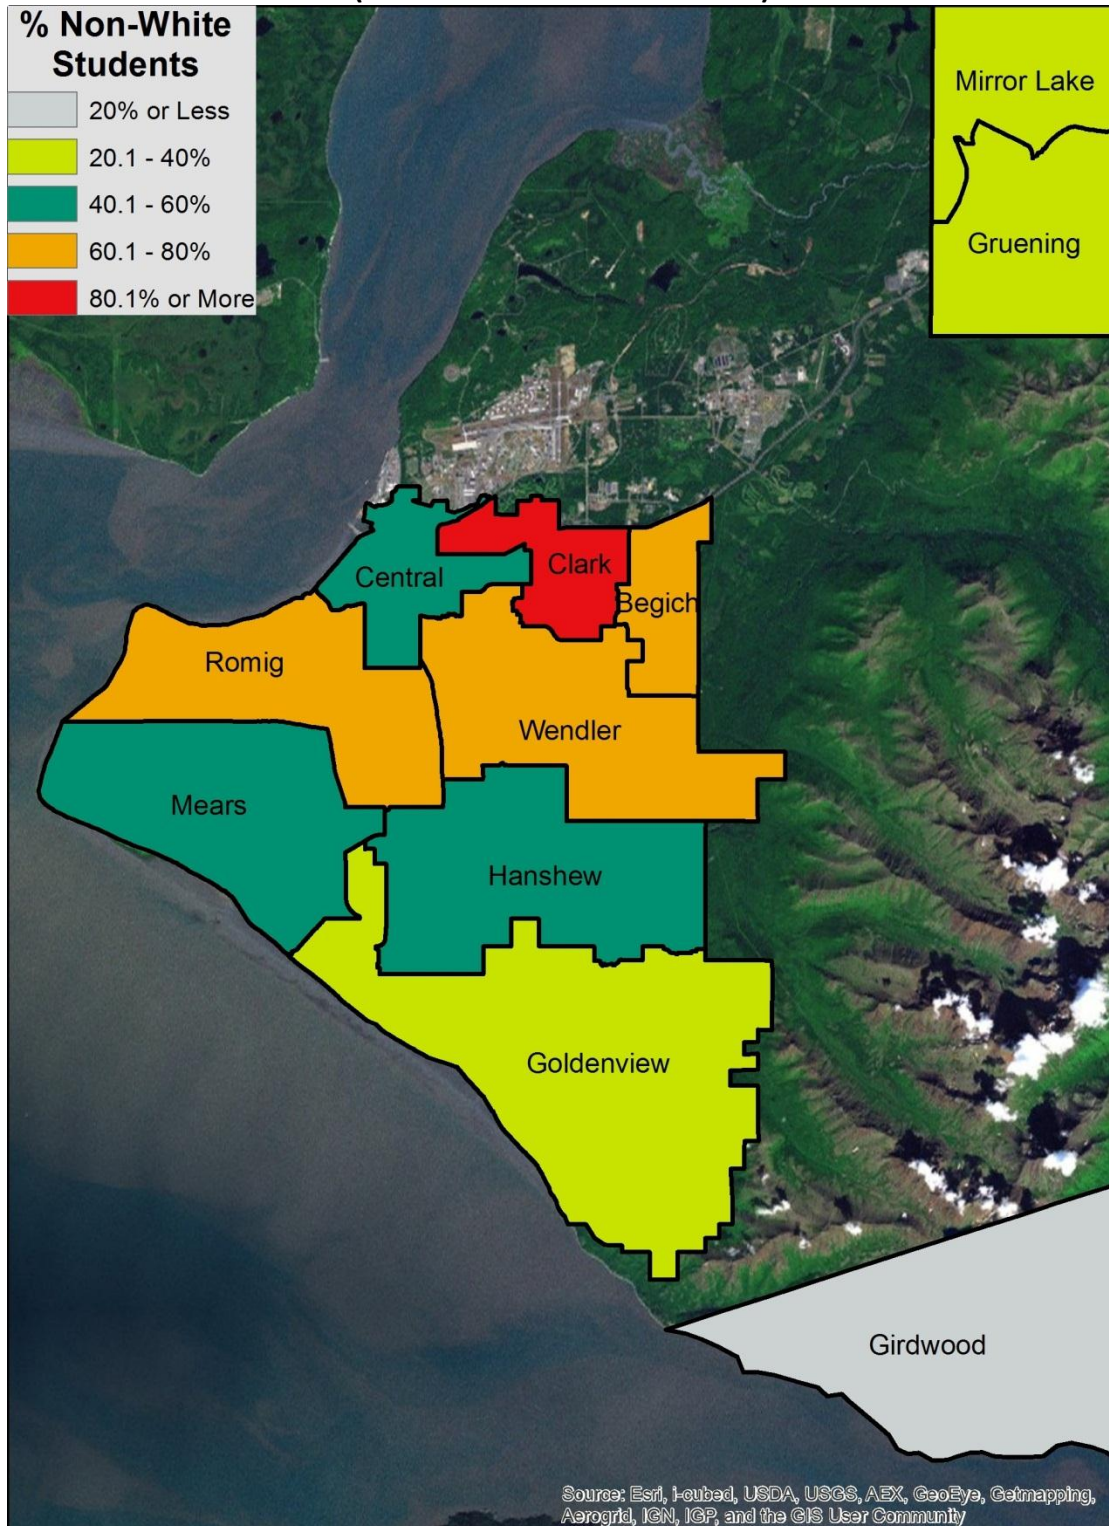 % Non-White
Students
20% or Less
20.1 - 40%
40.1 - 60%
60.1 - 80%
80.1% or More
Mirror Lake
Gruening
Clark
Central
Begich
Romig
Wendler
Mears
Hanshew
Goldenview
Girdwood
Source: Esri, i-cubed, USDA, USGS, AEX, GeoEye, Getmapping,
Aerogrid, IGN, IGP, and the GIS User Community